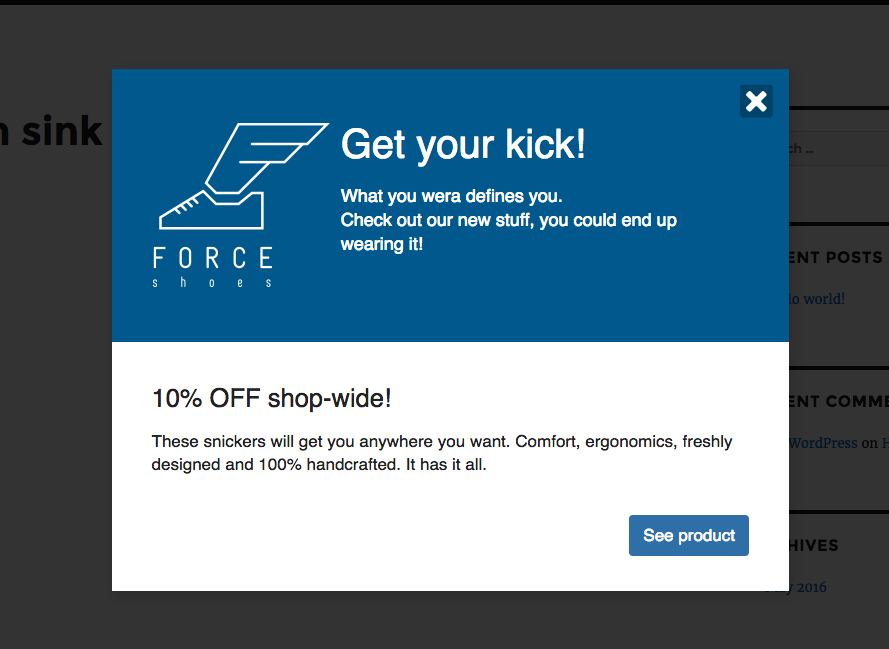 sink
Get your kick!
What you wera defines you.
Check out our new stuff, you could end up
wearing it!
FORCE
shoes
ENT POSTS
lo world!
10% OFF shop-wide!
ENT COMME
These snickers will get you anywhere you want. Comfort, ergonomics, freshly
designed and 100% handcrafted. It has it all.
WordPress on H
See product
HIVES
2016